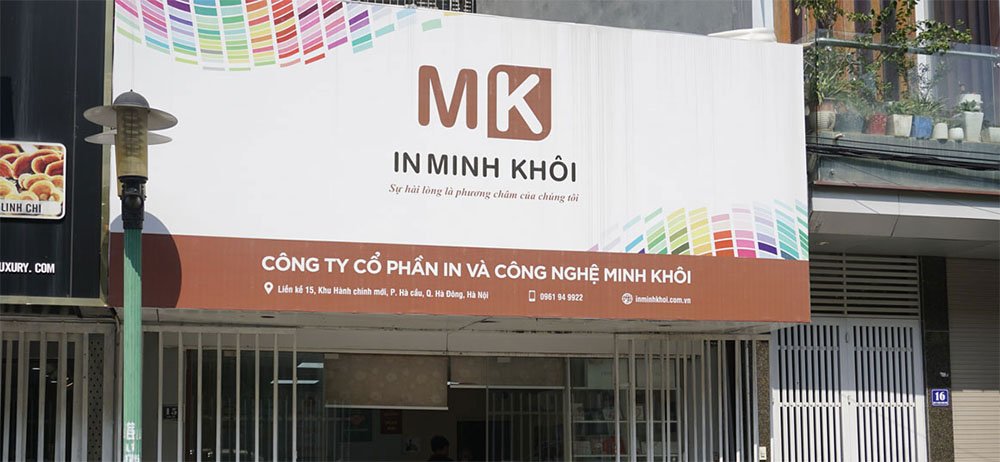 MK
IN MINH KHÔI
Sự hài lòng là phương châm của chúng tôi
LINH CHI
UXURY. COM
CÔNG TY CỔ PHẦN IN VÀ CÔNG NGHỆ MINH KHÔI
Liền kề 15, Khu Hành chính mới, P. Hà cầu, Q. Hà Đông, Hà Nội
0961 94 9922
inminhkhoi.com.vn
15
16